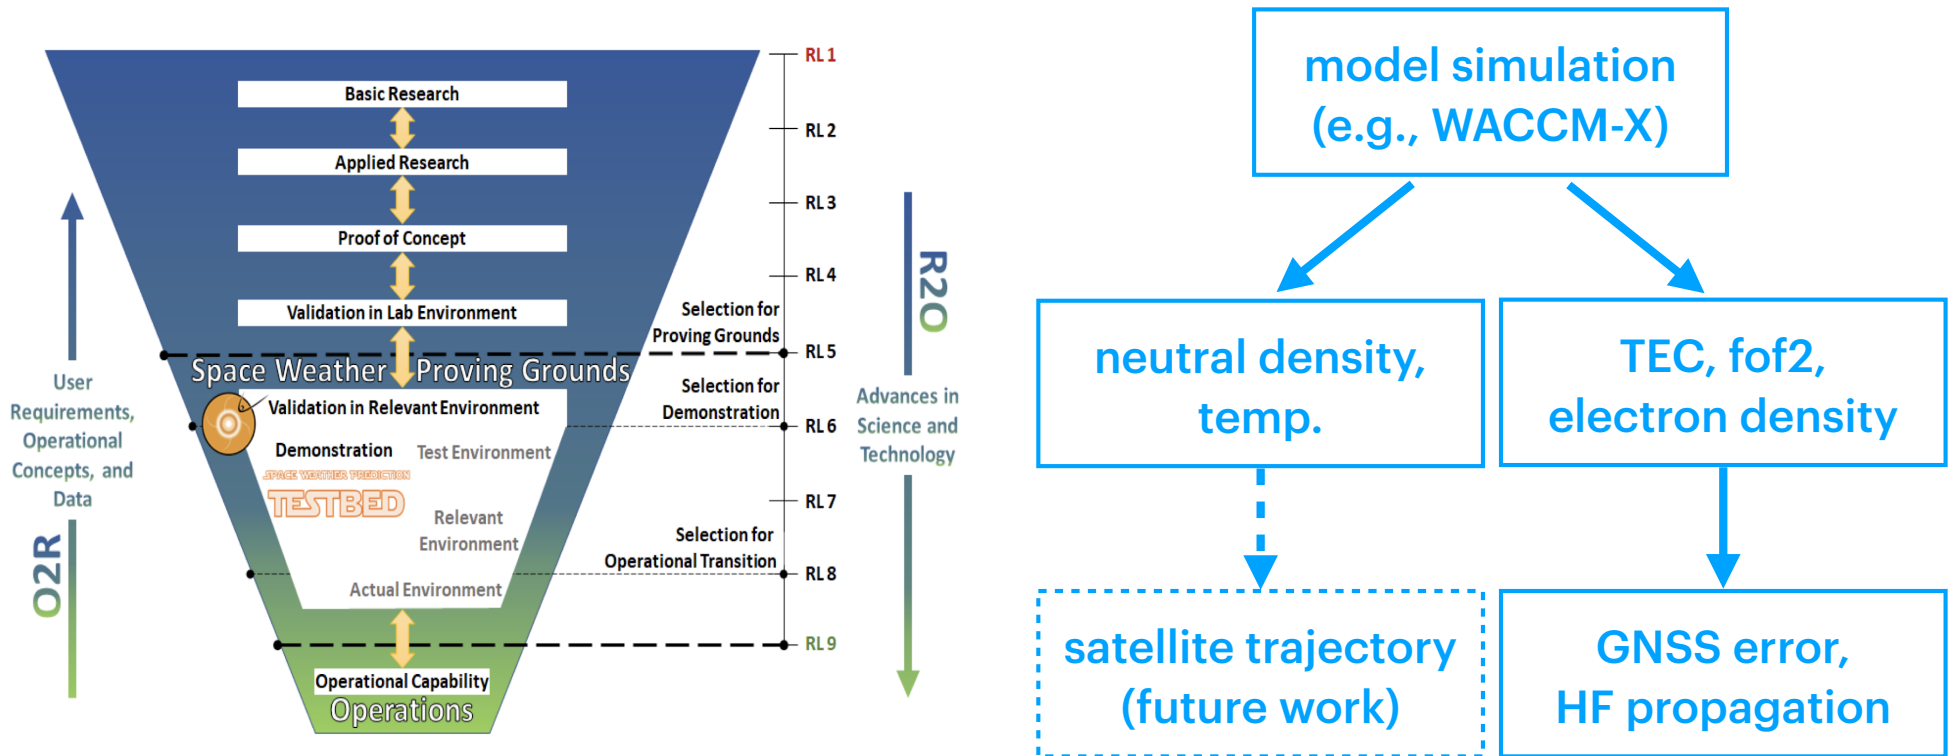 Basic Research
Applied Research
Proof of Concept
Validation in Lab Environment
Space Weather Proving Grounds
Validation in Relevant Environment
Demonstration
Test Environment
SPACE WEATHER PREDICTION
TESTBED
Relevant
Environment
Actual Environment
Operational Capability
Operations
User
Requirements,
Operational
Concepts, and
Data
O2R
Selection for
Proving Grounds
Selection for
Demonstration
Selection for
Operational Transition
RL 1
RL 2
RL 3
RL 4
RL 5
RL 6
RL 7
RL 8
RL 9
R2O
Advances in
Science and
Technology
model simulation
(e.g., WACCM-X)
neutral density,
temp.
TEC, fof2,
electron density
satellite trajectory
(future work)
GNSS error,
HF propagation